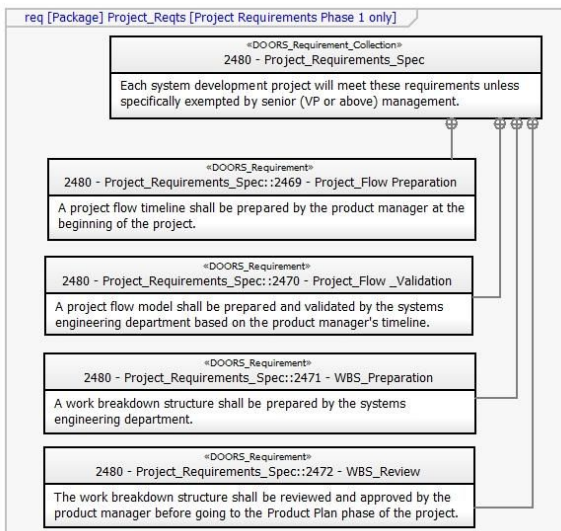 req [Package] Project_Reqts [Project Requirements Phase 1 only]
«DOORS_Requirement_Collection»
2480 - Project_Requirements_Spec
Each system development project will meet these requirements unless
specifically exempted by senior (VP or above) management.
«DOORS_Requirement»
2480 - Project_Requirements_Spec::2469 - Project_Flow Preparation
A project flow timeline shall be prepared by the product manager at the
beginning of the project.
«DOORS_Requirement»
2480 - Project_Requirements_Spec::2470 - Project_Flow _Validation
A project flow model shall be prepared and validated by the systems
engineering department based on the product manager's timeline.
«DOORS_Requirement»
2480 - Project_Requirements_Spec::2471 - WBS_Preparation
A work breakdown structure shall be prepared by the systems
engineering department.
«DOORS_Requirement»
2480 - Project_Requirements_Spec::2472 - WBS_Review
The work breakdown structure shall be reviewed and approved by the
product manager before going to the Product Plan phase of the project.